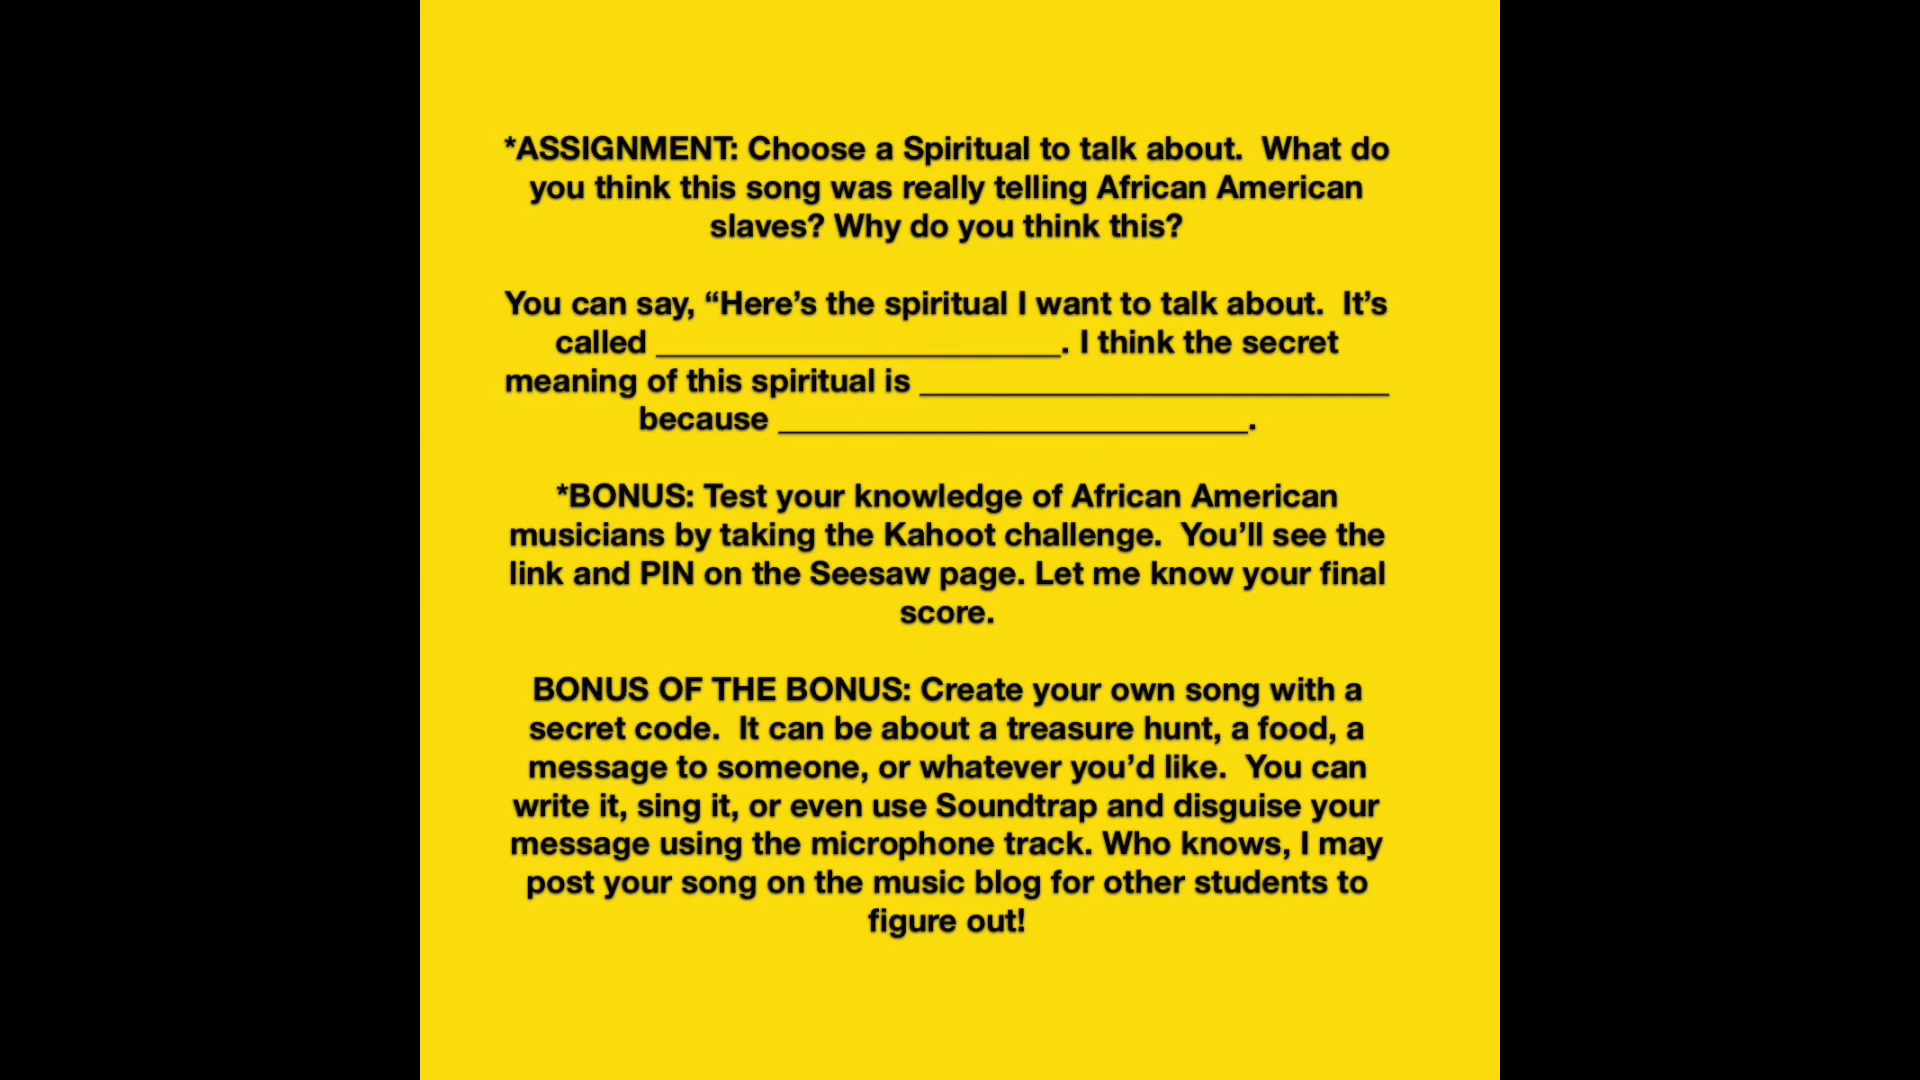 *ASSIGNMENT: Choose a Spiritual to talk about.  What do
you think this song was really telling African American
slaves? Why do you think this?
You can say, “Here’s the spiritual I want to talk about.  It’s
called ________________________. I think the secret
meaning of this spiritual is ____________________________
because ____________________________.
*BONUS: Test your knowledge of African American
musicians by taking the Kahoot challenge.  You’ll see the
link and PIN on the Seesaw page. Let me know your final
score.
BONUS OF THE BONUS: Create your own song with a
secret code.  It can be about a treasure hunt, a food, a
message to someone, or whatever you’d like.  You can
write it, sing it, or even use Soundtrap and disguise your
message using the microphone track. Who knows, I may
post your song on the music blog for other students to
figure out!